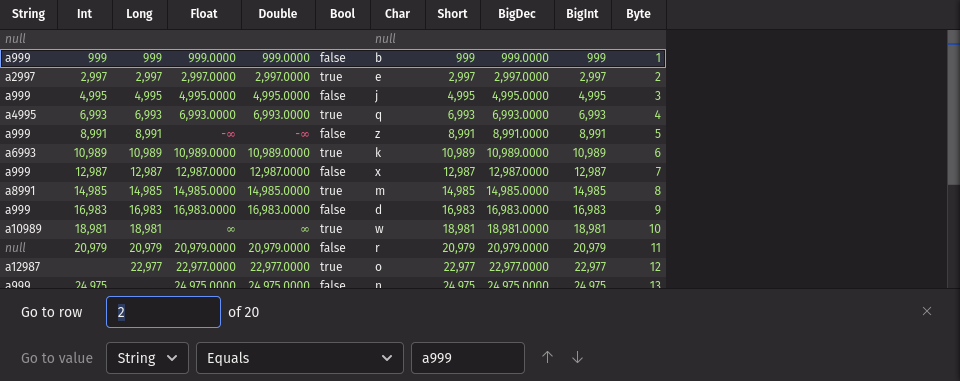 String Int Long Float Double Bool Char Short BigDec BigInt Byte
null null
a999 999 999 999.0000 999.0000 false b 999 999.0000 999 1
a2997 2,997 2,997 2,997.0000 2,997.0000 true e 2,997 2,997.0000 2,997 2
a999 4,995 4,995 4,995.0000 4,995.0000 false j 4,995 4,995.0000 4,995 3
a4995 6,993 6,993 6,993.0000 6,993.0000 true q 6,993 6,993.0000 6,993 4
a999 8,991 8,991 -∞ -∞ false z 8,991 8,991.0000 8,991 5
a6993 10,989 10,989 10,989.0000 10,989.0000 true k 10,989 10,989.0000 10,989 6
a999 12,987 12,987 12,987.0000 12,987.0000 false x 12,987 12,987.0000 12,987 7
a8991 14,985 14,985 14,985.0000 14,985.0000 true m 14,985 14,985.0000 14,985 8
a999 16,983 16,983 16,983.0000 16,983.0000 false d 16,983 16,983.0000 16,983 9
a10989 18,981 18,981 ∞ ∞ true w 18,981 18,981.0000 18,981 10
null 20,979 20,979 20,979.0000 20,979.0000 false r 20,979 20,979.0000 20,979 11
a12987 22,977 22,977.0000 22,977.0000 true o 22,977 22,977.0000 22,977 12
a999 24,975 24,975.0000 24,975.0000 false n 24,975 24,975.0000 24,975 13
Go to row 2 of 20
Go to value String Equals a999